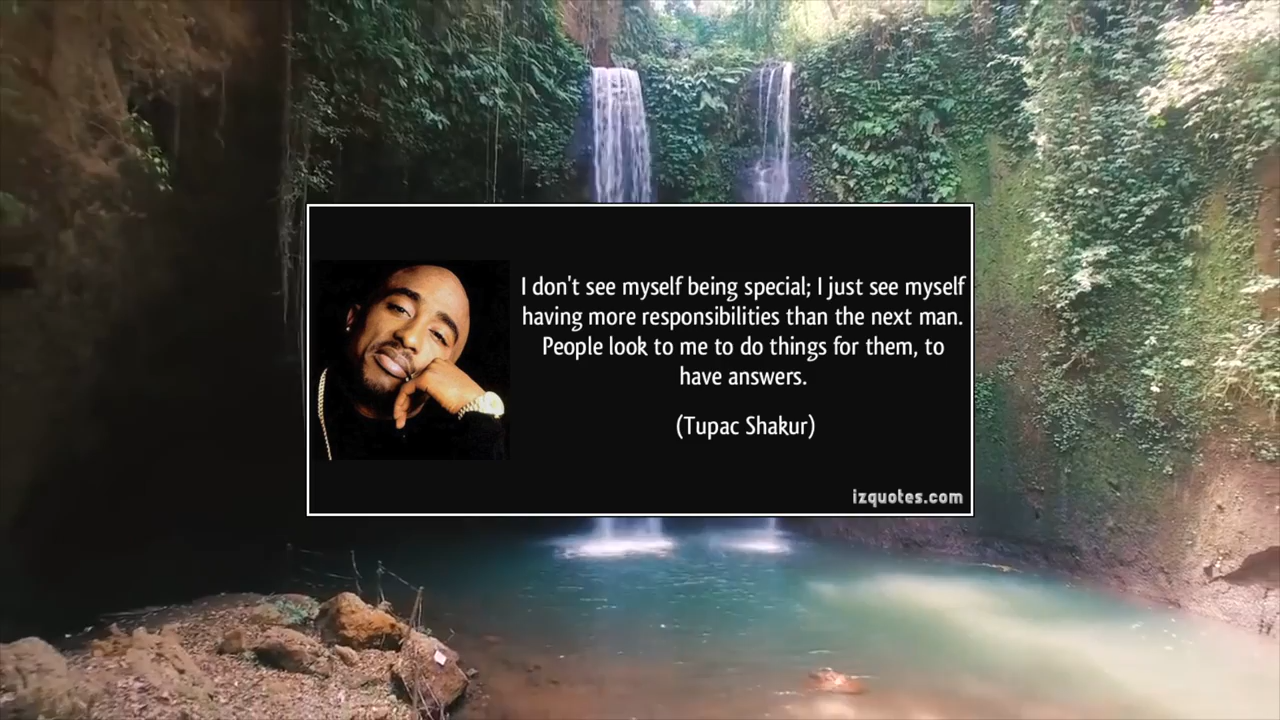 I don't see myself being special; I just see myself
having more responsibilities than the next man.
People look to me to do things for them, to
have answers.
(Tupac Shakur)
izquotes.com